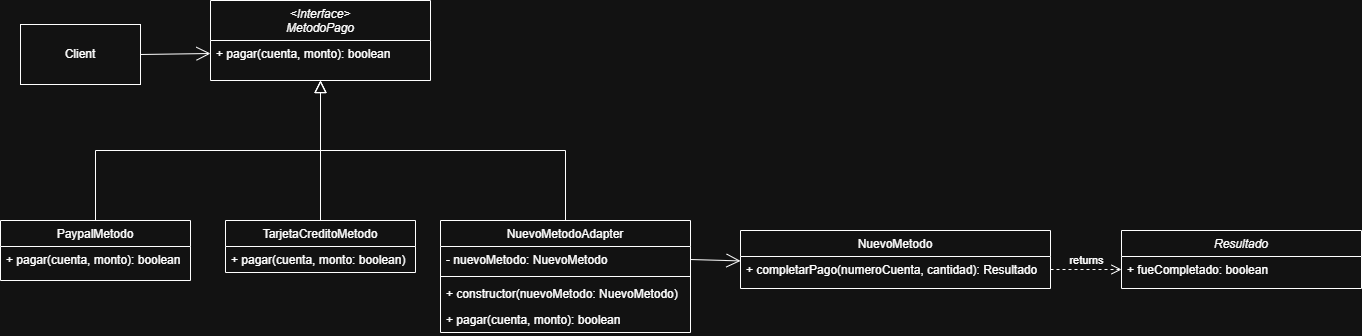 <Interface>
MetodoPago
+ pagar(cuenta, monto): boolean
Client
PaypalMetodo
+ pagar(cuenta, monto): boolean
TarjetaCreditoMetodo
+ pagar(cuenta, monto: boolean)
NuevoMetodoAdapter
- nuevoMetodo: NuevoMetodo
+ constructor(nuevoMetodo: NuevoMetodo)
+ pagar(cuenta, monto): boolean
NuevoMetodo
+ completarPago(numeroCuenta, cantidad): Resultado
returns
Resultado
+ fueCompletado: boolean